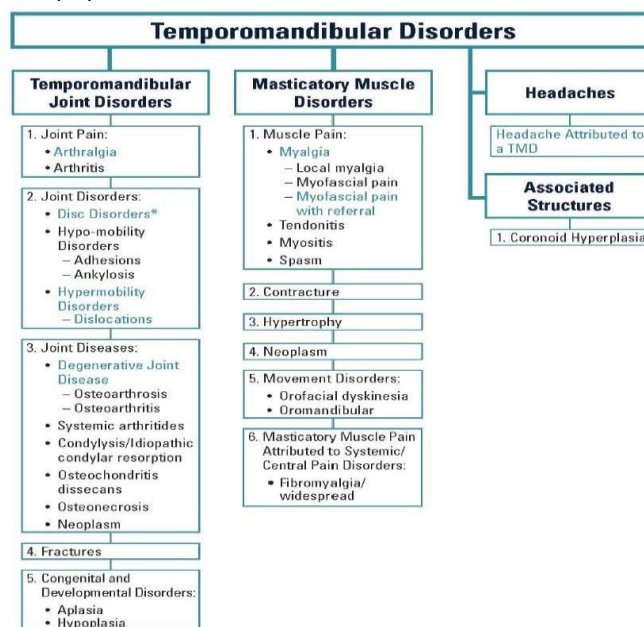 Temporomandibular Disorders
Temporomandibular
Joint Disorders
1. Joint Pain:
• Arthralgia
• Arthritis
2. Joint Disorders:
• Disc Disorders*
• Hypo-mobility
Disorders
– Adhesions
– Ankylosis
• Hypermobility
Disorders
– Dislocations
3. Joint Diseases:
• Degenerative Joint
Disease
– Osteoarthrosis
– Osteoarthritis
• Systemic arthritides
• Condylysis/Idiopathic
condylar resorption
• Osteochondritis
dissecans
• Osteonecrosis
• Neoplasm
4. Fractures
5. Congenital and
Developmental Disorders:
• Aplasia
• Hypoplasia
Masticatory Muscle
Disorders
1. Muscle Pain:
• Myalgia
– Local myalgia
– Myofascial pain
– Myofascial pain
with referral
• Tendonitis
• Myositis
• Spasm
2. Contracture
3. Hypertrophy
4. Neoplasm
5. Movement Disorders:
• Orofacial dyskinesia
• Oromandibular
6. Masticatory Muscle Pain
Attributed to Systemic/
Central Pain Disorders:
• Fibromyalgia/
widespread
Headaches
Headache Attributed to
a TMD
Associated
Structures
1. Coronoid Hyperplasia